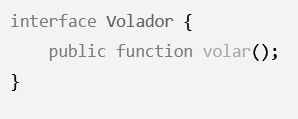 interface Volador {
    public function volar();
}